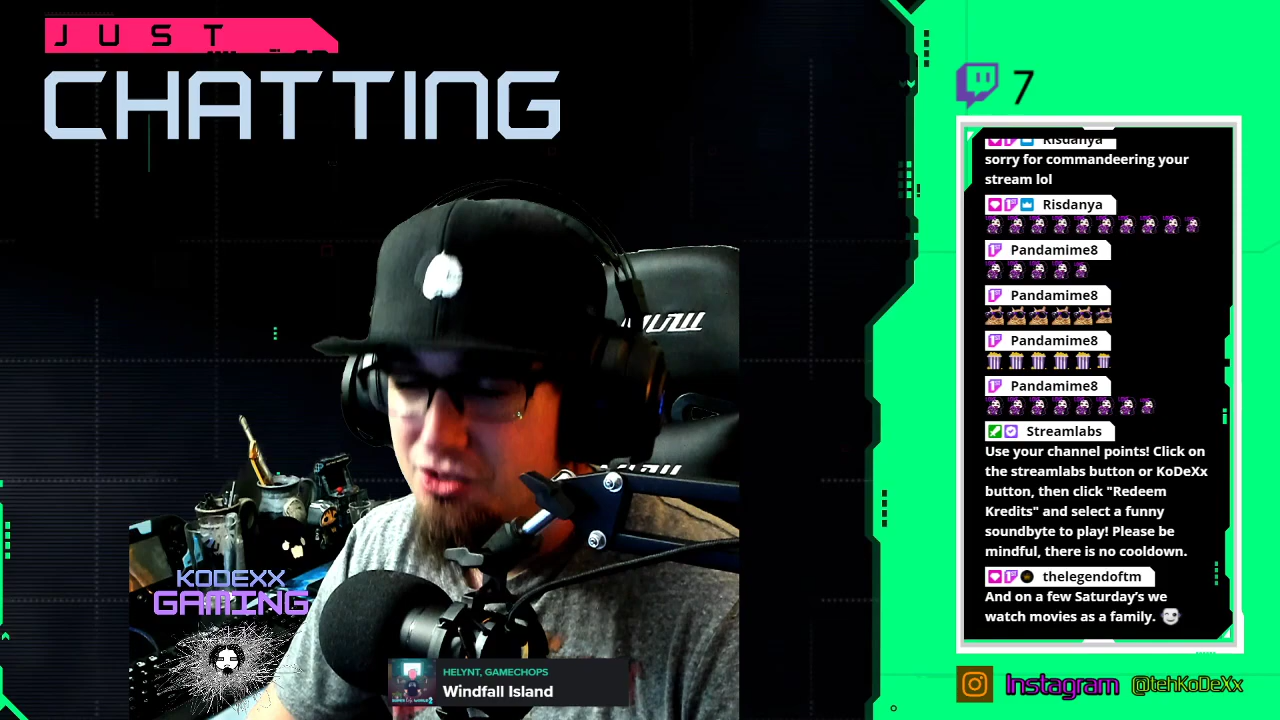 JUST
CHATTING
7
Risdanya
sorry for commandeering your
stream lol
Risdanya
Pandamime8
Pandamime8
Pandamime8
Pandamime8
Streamlabs
Use your channel points! Click on
the streamlabs button or KoDeXx
button, then click "Redeem
Kredits" and select a funny
soundbyte to play! Please be
mindful, there is no cooldown.
thelegendoftm
And on a few Saturday's we
watch movies as a family.
KODEXX
GAMING
HELYNT, GAMECHOPS
Windfall Island
Instagram @tehKoDeXx